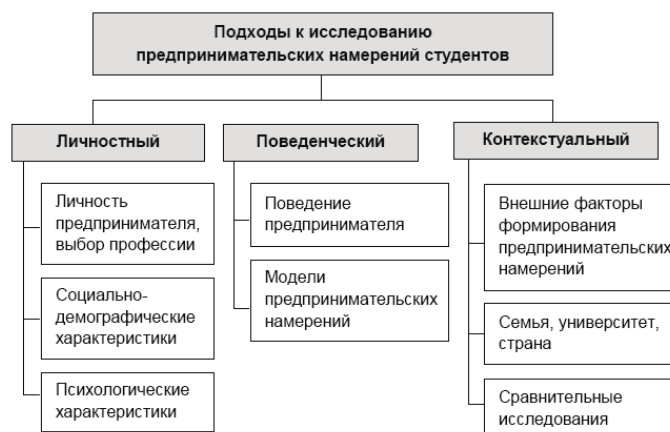 Подходы к исследованию
предпринимательских намерений студентов
Личностный
Личность
предпринимателя,
выбор профессии
Социально-
демографические
характеристики
Психологические
характеристики
Поведенческий
Поведение
предпринимателя
Модели
предпринимательских
намерений
Контекстуальный
Внешние факторы
формирования
предпринимательских
намерений
Семья, университет,
страна
Сравнительные
исследования